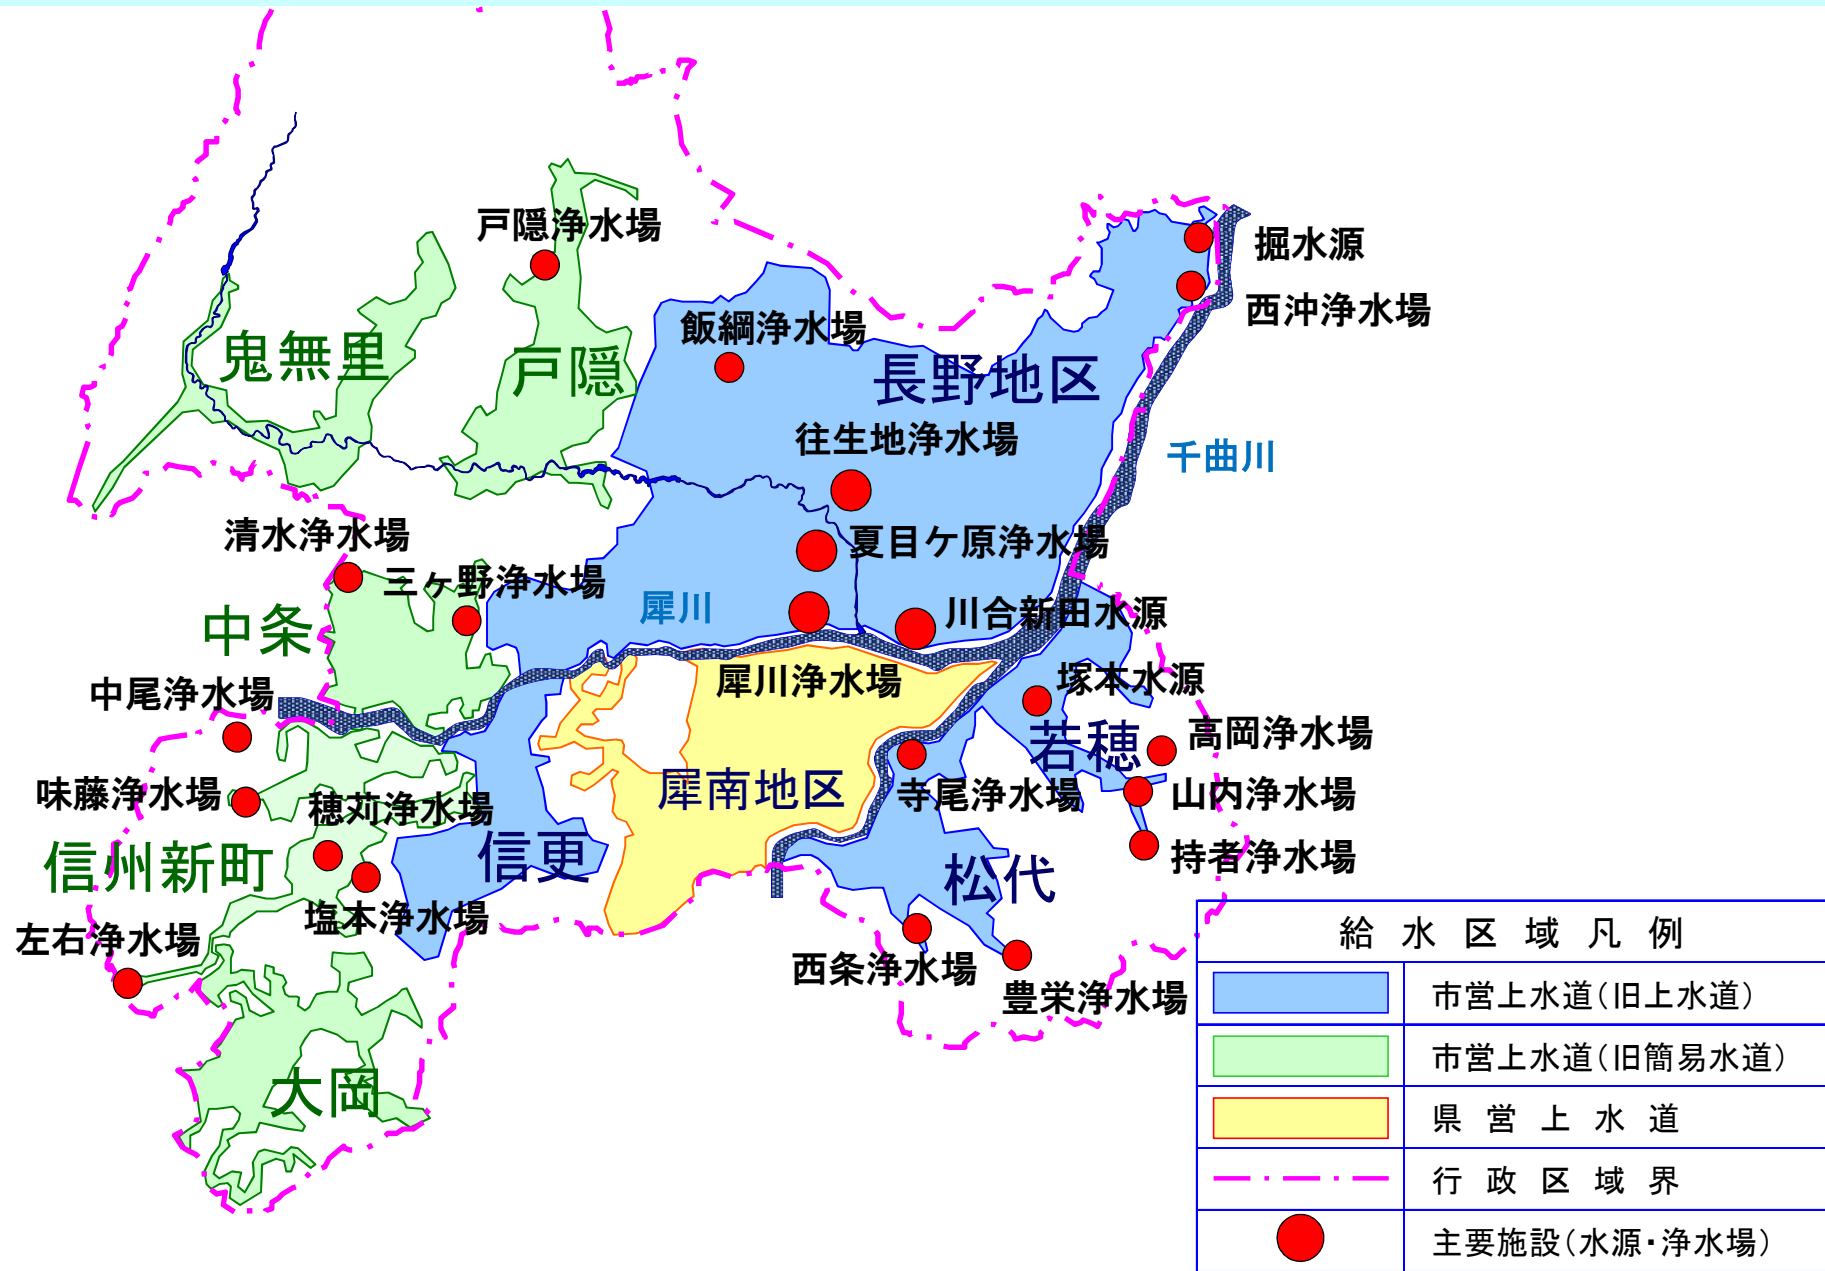 戸隠浄水場
掘水源
西沖浄水場
飯綱浄水場
鬼無里
戸隠
長野地区
往生地浄水場
千曲川
清水浄水場
夏目ケ原浄水場
三ヶ野浄水場
犀川
川合新田水源
中条
犀川浄水場
塚本水源
中尾浄水場
高岡浄水場
若穂
味藤浄水場
穂苅浄水場
犀南地区
寺尾浄水場
山内浄水場
信州新町
信更
持者浄水場
松代
塩本浄水場
左右浄水場
西条浄水場
豊栄浄水場
大岡
給水区域凡例
市営上水道(旧上水道)
市営上水道(旧簡易水道)
県営上水道
行政区域界
主要施設(水源・浄水場)